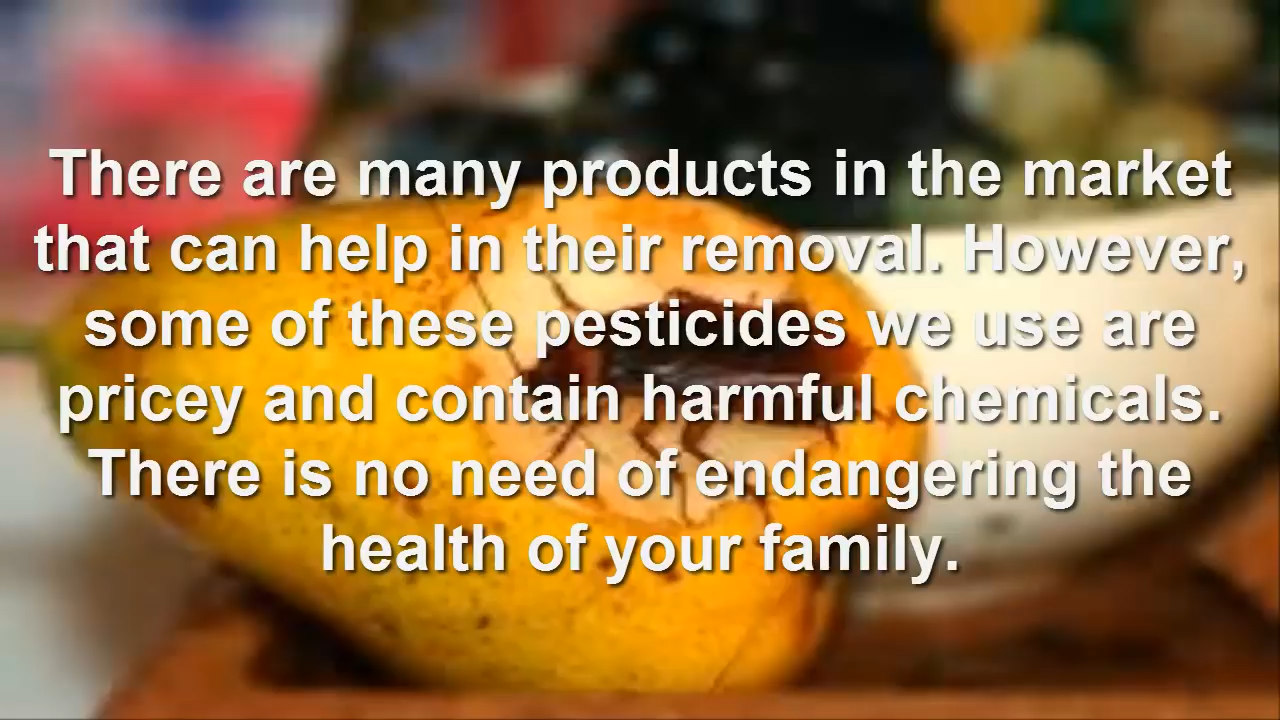 There are many products in the market
that can help in their removal. However,
some of these pesticides we use are
pricey and contain harmful chemicals.
There is no need of endangering the
health of your family.